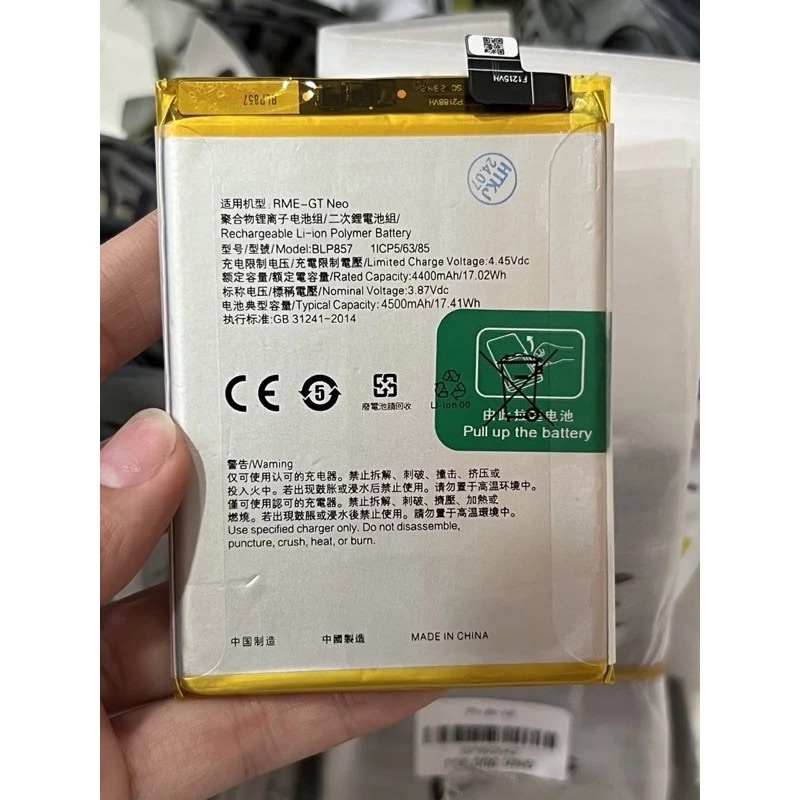 F1215VH
BLP857
P2188VH
HTKJ
24.07
适用机型: RME-GT Neo
聚合物锂离子电池组/二次鋰電池組/
Rechargeable Li-ion Polymer Battery
型号/型號/Model:BLP857 1ICP5/63/85
充电限制电压/充電限制電壓/Limited Charge Voltage:4.45Vdc
额定容量/額定電容量/Rated Capacity:4400mAh/17.02Wh
标称电压/標稱電壓/Nominal Voltage:3.87Vdc
电池典型容量/Typical Capacity:4500mAh/17.41Wh
执行标准:GB 31241-2014
CE
5
廢電池請回收
Li-ion 00
由此拉起电池
Pull up the battery
警告/Waming
仅可使用认可的充电器。禁止拆解、刺破、撞击、挤压或
投入火中。若出现鼓胀或浸水后禁止使用。请勿置于高温环境中。
僅可使用認可的充電器。禁止拆解、刺破、擠壓、加熱或
燃燒。若出現鼓脹或浸水後禁止使用。請勿置于高溫環境中。
Use specified charger only. Do not disassemble,
puncture, crush, heat, or burn.
中国制造 中國製造 MADE IN CHINA